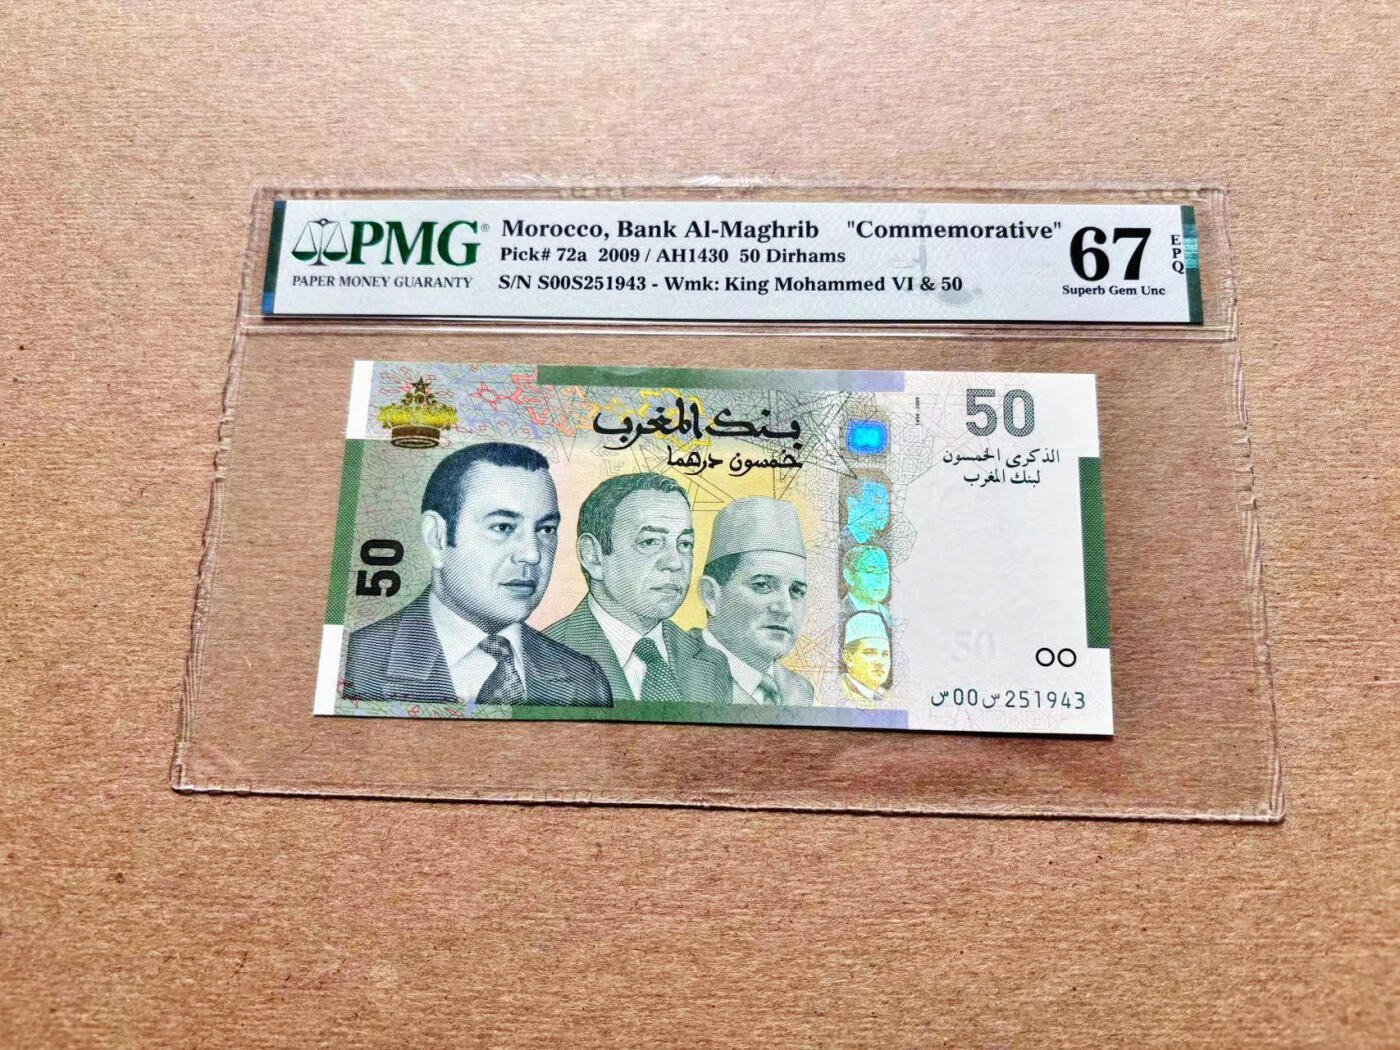 PMG®
PAPER MONEY GUARANTY
Morocco, Bank Al-Maghrib "Commemorative"
Pick# 72a 2009 / AH1430 50 Dirhams
S/N S00S251943 - Wmk: King Mohammed VI & 50
67
EPQ
Superb Gem Unc
بنك المغرب
خمسون درهما
50
الذكرى الخمسون
لبنك المغرب
50
50
س00س251943